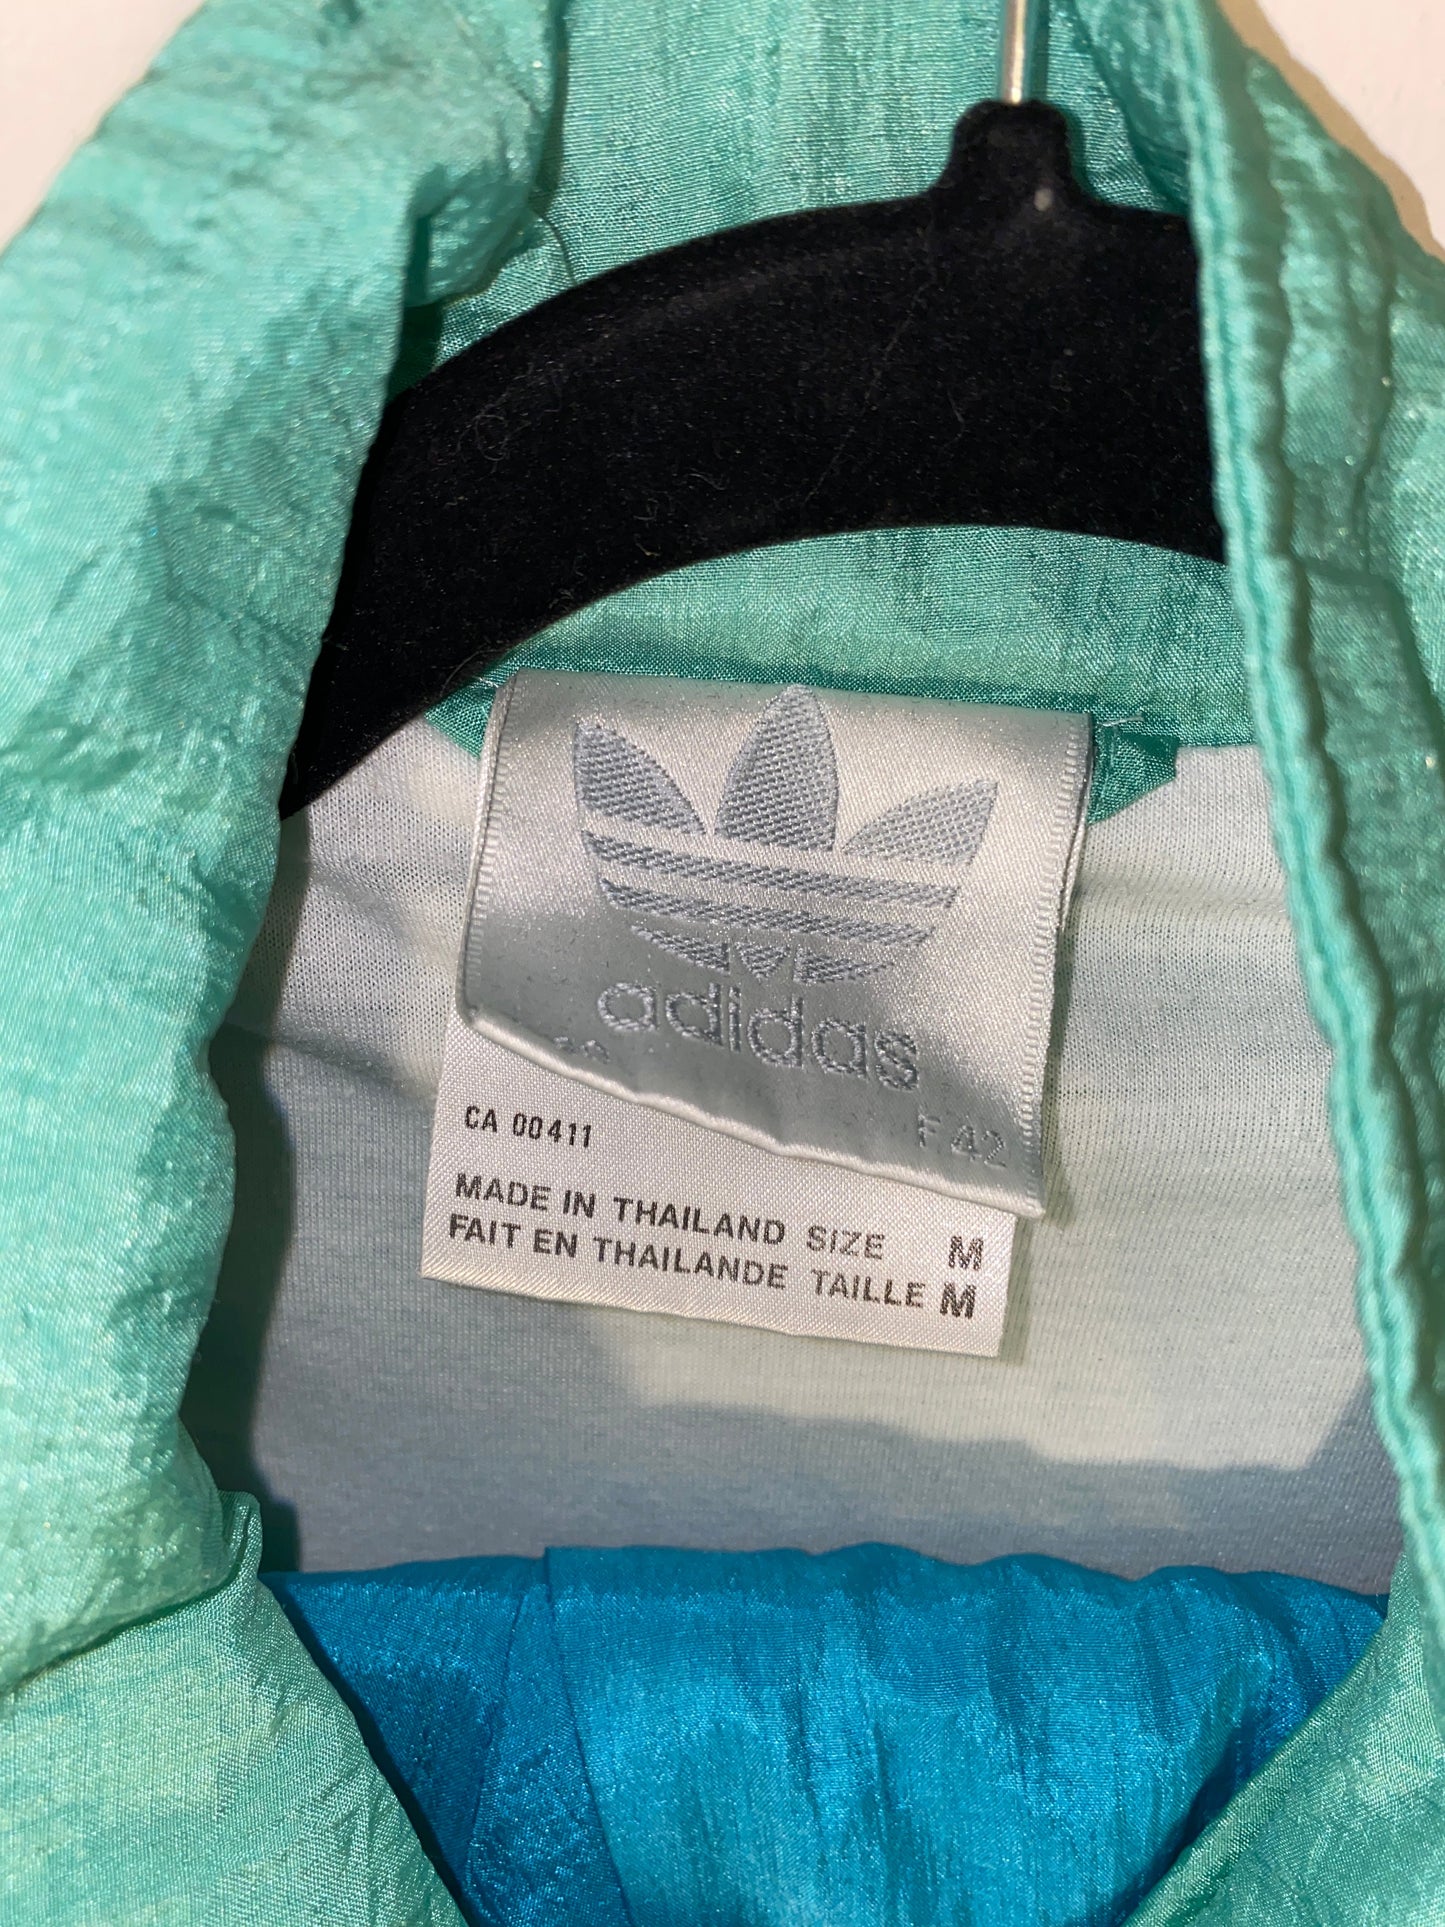 adidas
F. 42
CA 00411
MADE IN THAILAND SIZE M
FAIT EN THAILANDE TAILLE M